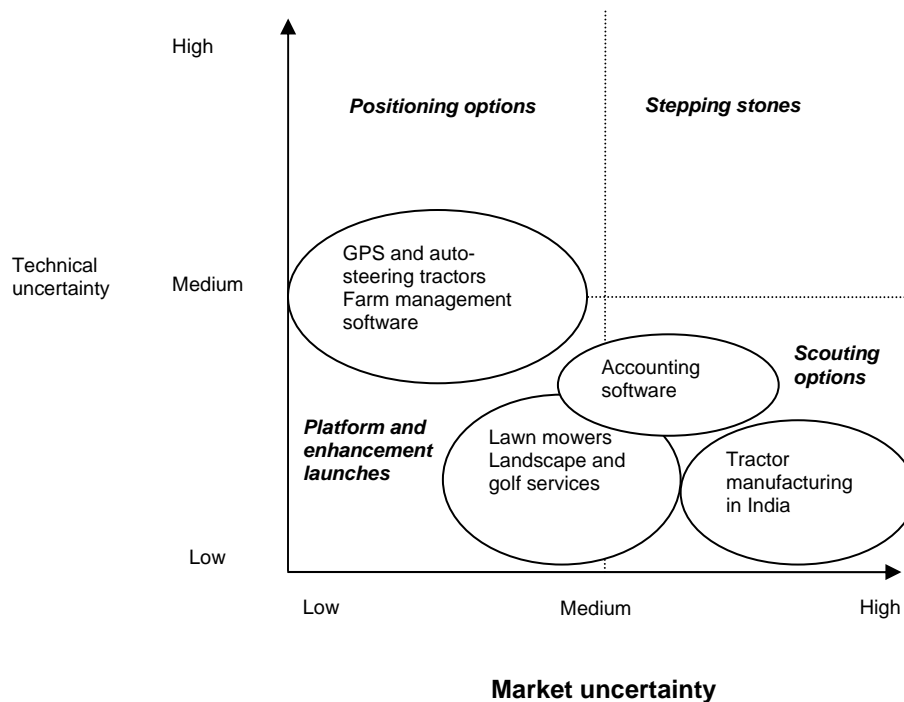 High
Positioning options
Stepping stones
GPS and auto-
steering tractors
Farm management
software
Technical
uncertainty
Medium
Scouting
options
Accounting
software
Platform and
enhancement
launches
Lawn mowers
Landscape and
golf services
Tractor
manufacturing
in India
Low
Low
Medium
High
Market uncertainty